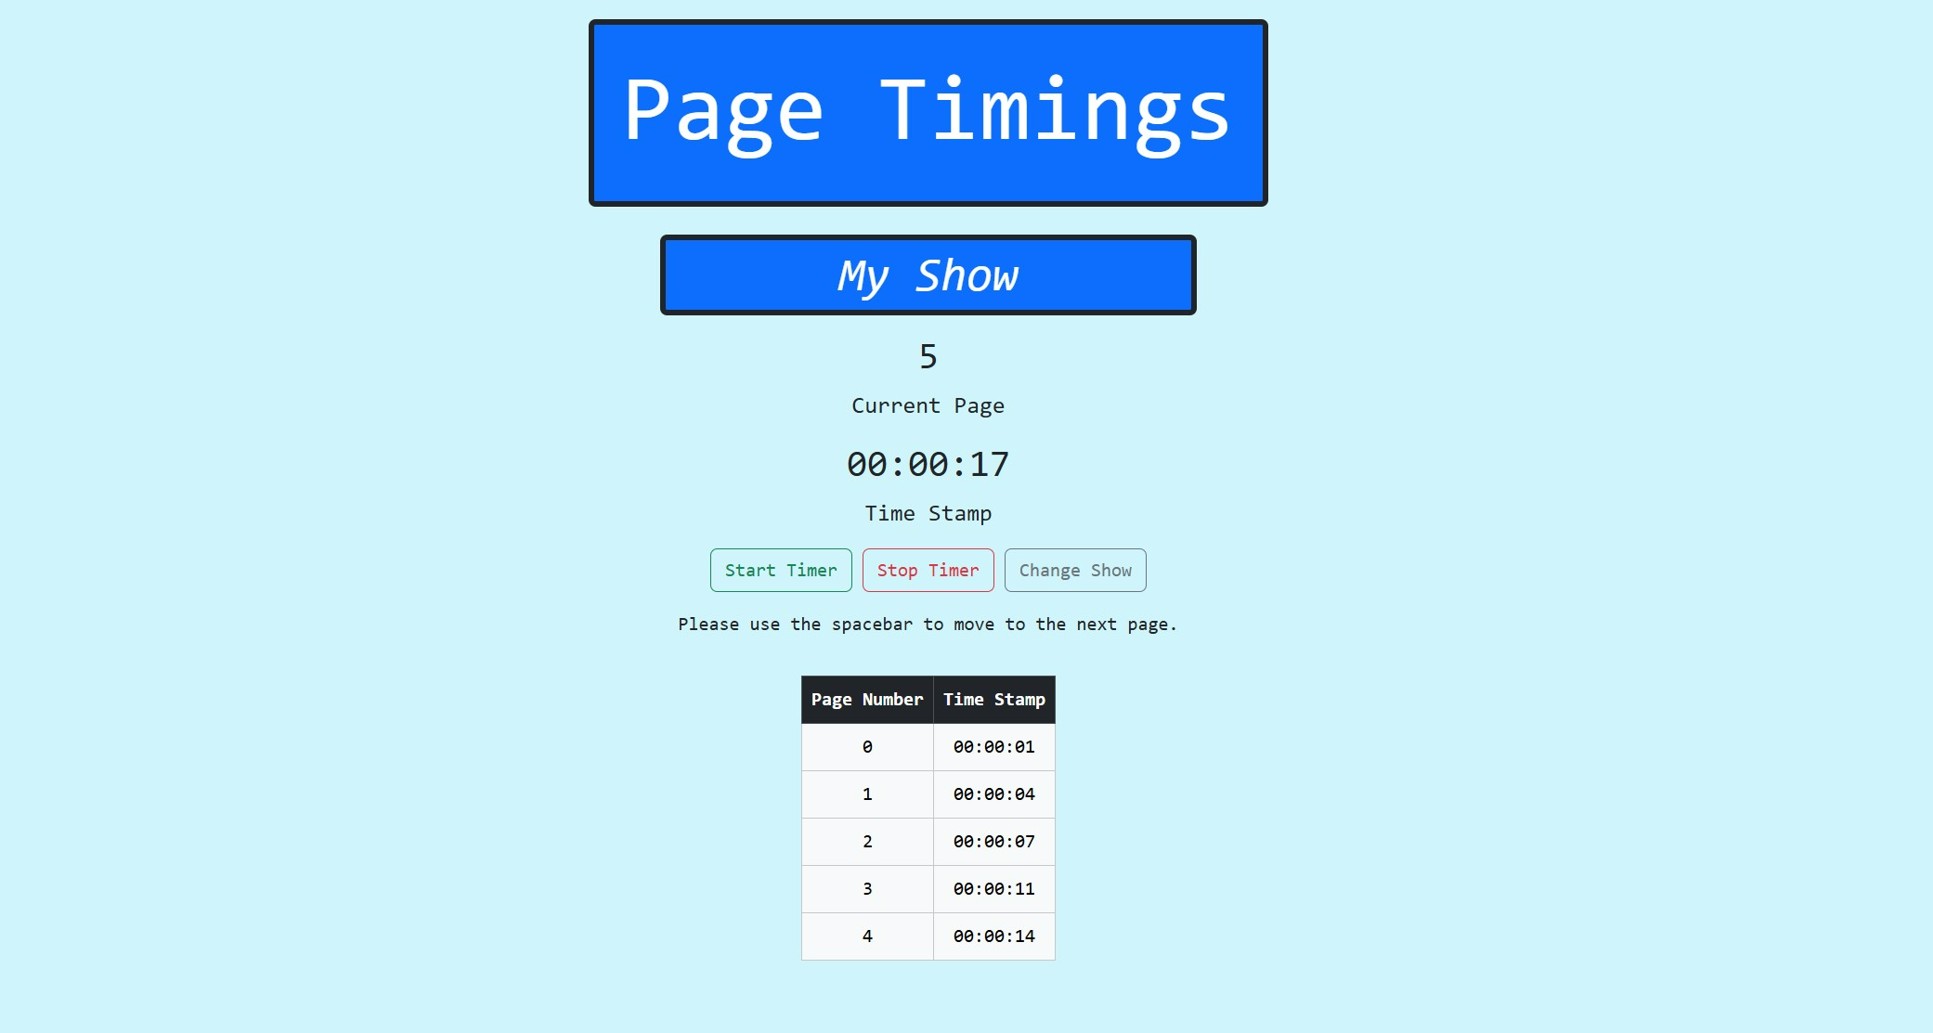 Page Timings
My Show
5
Current Page
00:00:17
Time Stamp
Start Timer Stop Timer Change Show
Please use the spacebar to move to the next page.
Page Number Time Stamp
0 00:00:01
1 00:00:04
2 00:00:07
3 00:00:11
4 00:00:14